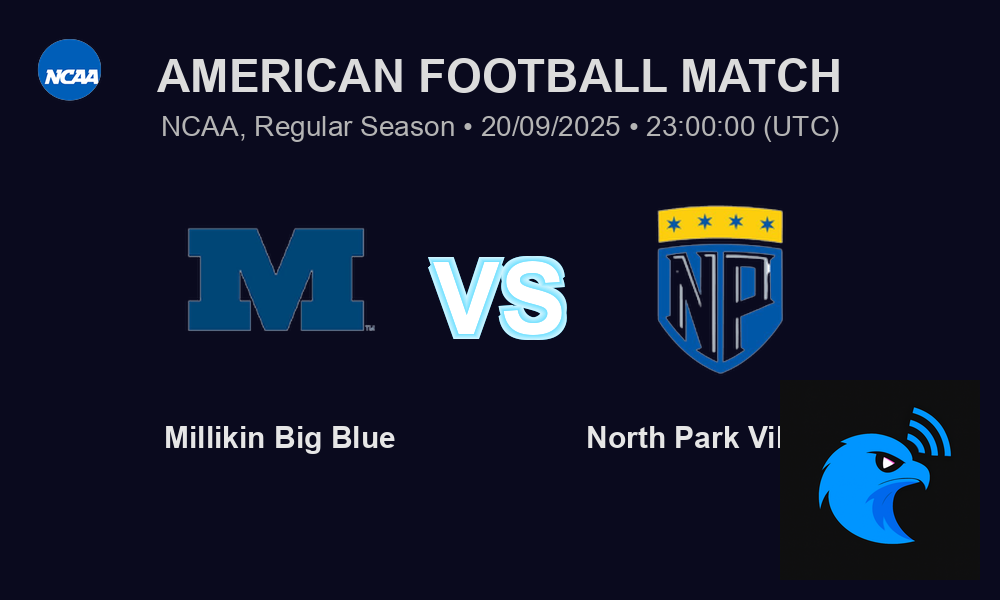 NCAA
AMERICAN FOOTBALL MATCH
NCAA, Regular Season • 20/09/2025 • 23:00:00 (UTC)
M
TM
VS
NP
Millikin Big Blue
North Park